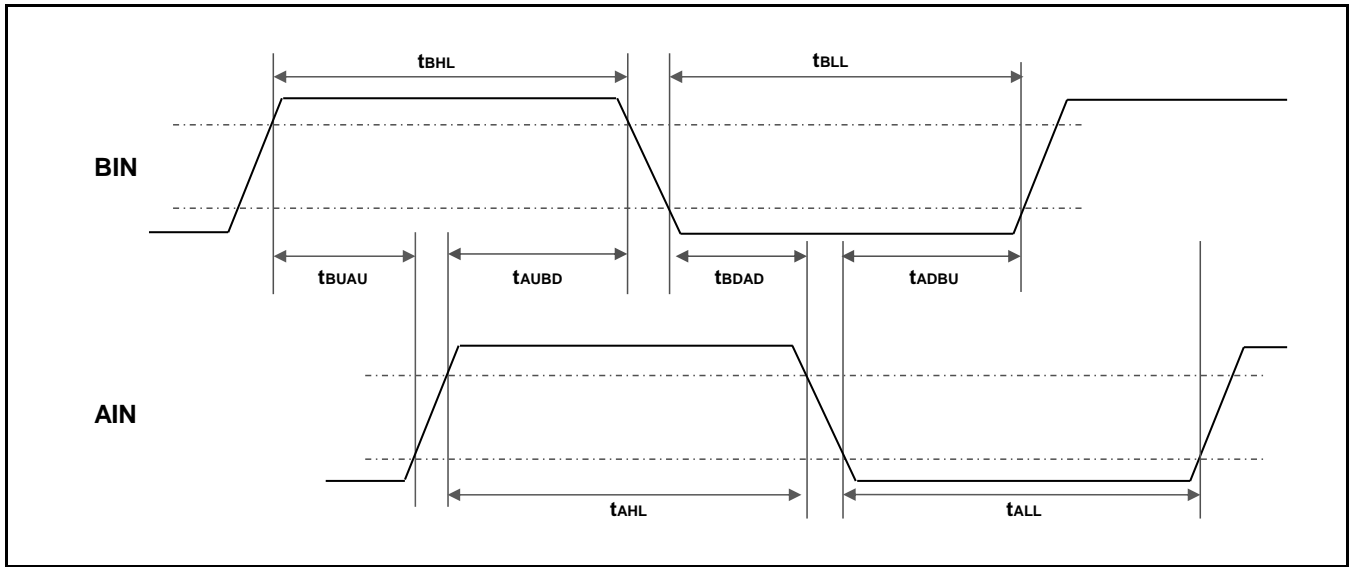 tBHL
tBLL
BIN
tBUAU
tAUBD
tBDAD
tADBU
AIN
tAHL
tALL